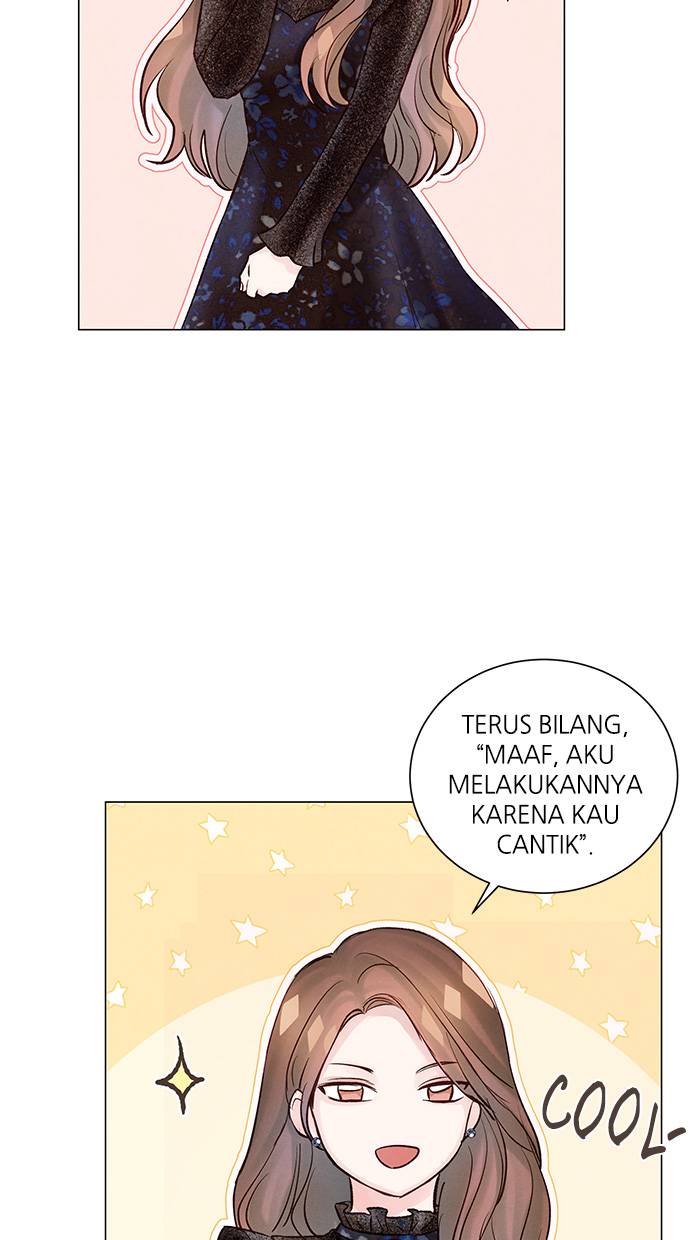 TERUS BILANG,
“MAAF, AKU
MELAKUKANNYA
KARENA KAU
CANTIK”.
COOL-